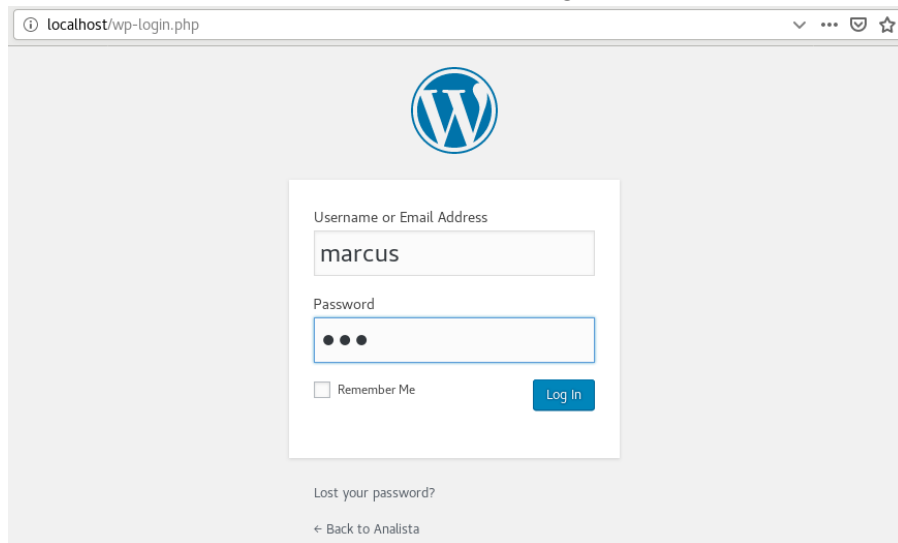 localhost/wp-login.php
Username or Email Address
marcus
Password
Remember Me
Log In
Lost your password?
← Back to Analista